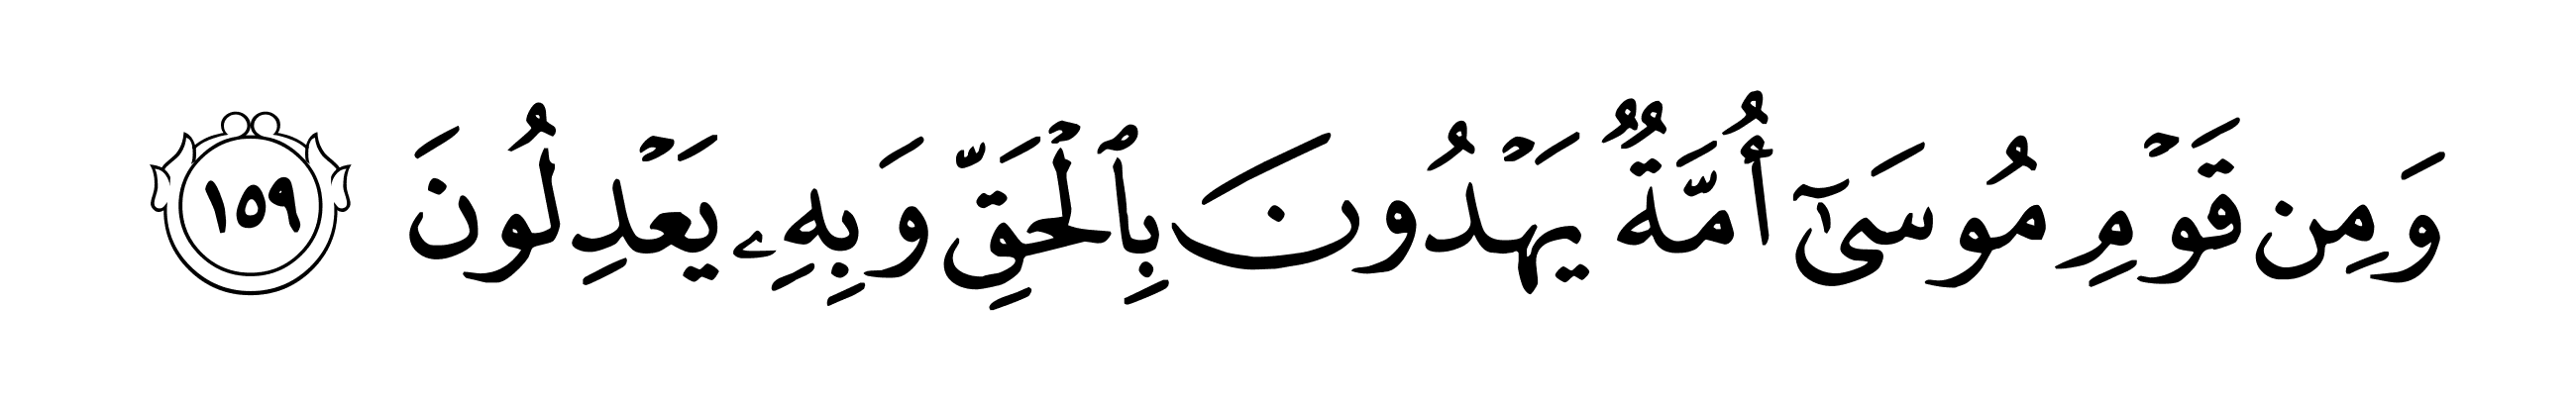 وَمِن قَوۡمِ مُوسَىٰٓ أُمَّةٞ يَهۡدُونَ بِٱلۡحَقِّ وَبِهِۦ يَعۡدِلُونَ ١٥٩